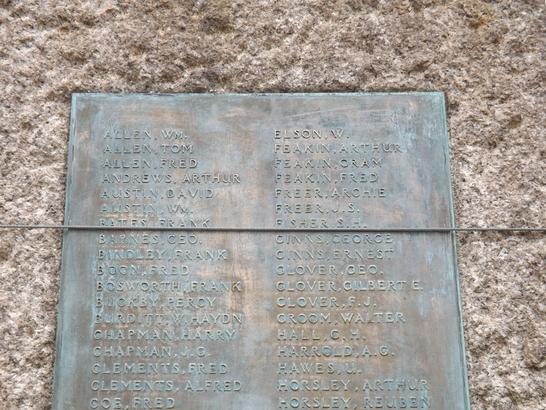 ALLEN, WM.
ALLEN, TOM
ALLEN, FRED
ANDREWS, ARTHUR
AUSTIN, DAVID
AUSTIN, WM.
BATES, FRANK
BARNES, GEO.
BINDLEY, FRANK
BOON, FRED
BOSWORTH, FRANK
BUCKBY, PERCY
BURDITT, W. HAYDN
CHAPMAN, HARRY
CHAPMAN, J. G.
CLEMENTS, FRED
CLEMENTS, ALFRED
COE, FRED
ELSON, W.
FEAKIN, ARTHUR
FEAKIN, ORAM
FEAKIN, FRED
FREER, ARCHIE
FREER, J. S.
FISHER, S. H.
GINNS, GEORGE
GINNS, ERNEST
GLOVER, GEO.
GLOVER, GILBERT E.
GLOVER, F. J.
GROOM, WALTER
HALL, C. H.
HARROLD, A. G.
HAWES, U.
HORSLEY, ARTHUR
HORSLEY, REUBEN